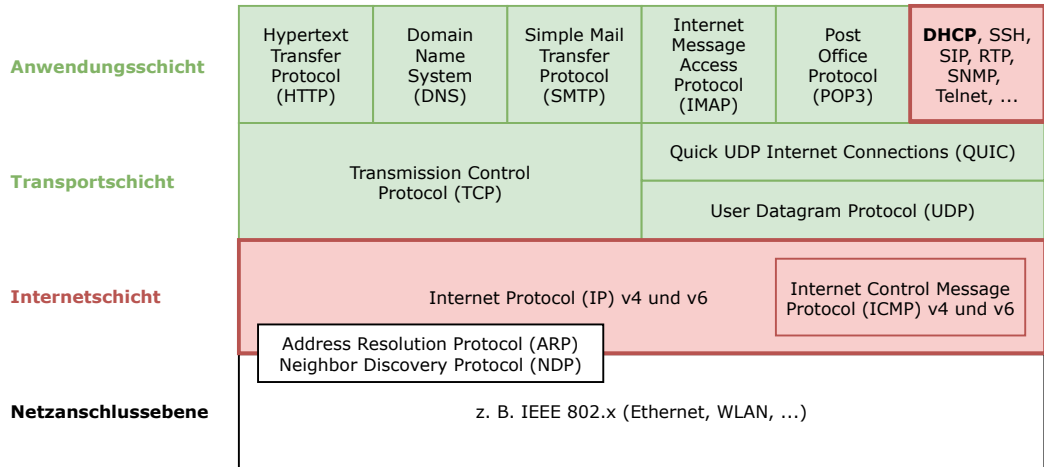 Anwendungsschicht
Hypertext
Transfer
Protocol
(HTTP)
Domain
Name
System
(DNS)
Simple Mail
Transfer
Protocol
(SMTP)
Internet
Message
Access
Protocol
(IMAP)
Post
Office
Protocol
(POP3)
DHCP, SSH,
SIP, RTP,
SNMP,
Telnet, ...
Transportschicht
Transmission Control
Protocol (TCP)
Quick UDP Internet Connections (QUIC)
User Datagram Protocol (UDP)
Internetschicht
Internet Protocol (IP) v4 und v6
Internet Control Message
Protocol (ICMP) v4 und v6
Address Resolution Protocol (ARP)
Neighbor Discovery Protocol (NDP)
Netzanschlussebene
z. B. IEEE 802.x (Ethernet, WLAN, ...)